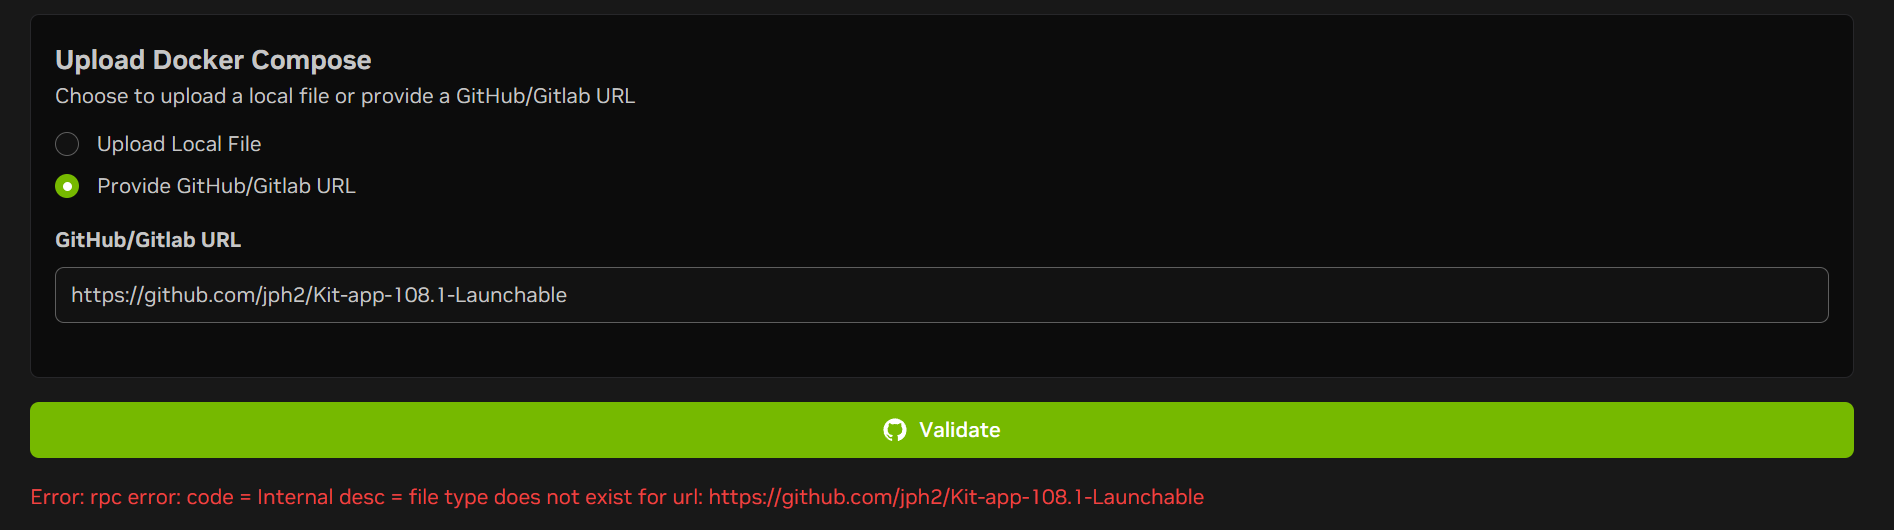 Upload Docker Compose
Choose to upload a local file or provide a GitHub/Gitlab URL
Upload Local File
Provide GitHub/Gitlab URL
GitHub/Gitlab URL
https://github.com/jph2/Kit-app-108.1-Launchable
Validate
Error: rpc error: code = Internal desc = file type does not exist for url: https://github.com/jph2/Kit-app-108.1-Launchable